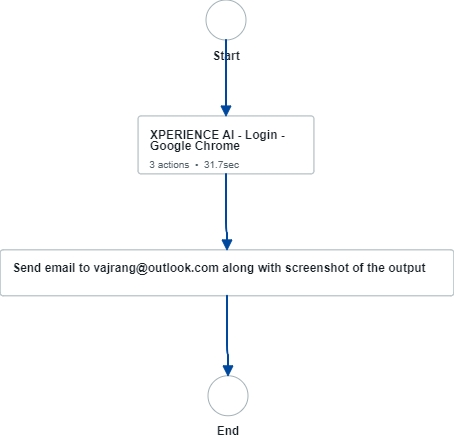 Start
XPERIENCE AI - Login -
Google Chrome
3 actions • 31.7sec
Send email to vajrang@outlook.com along with screenshot of the output
End